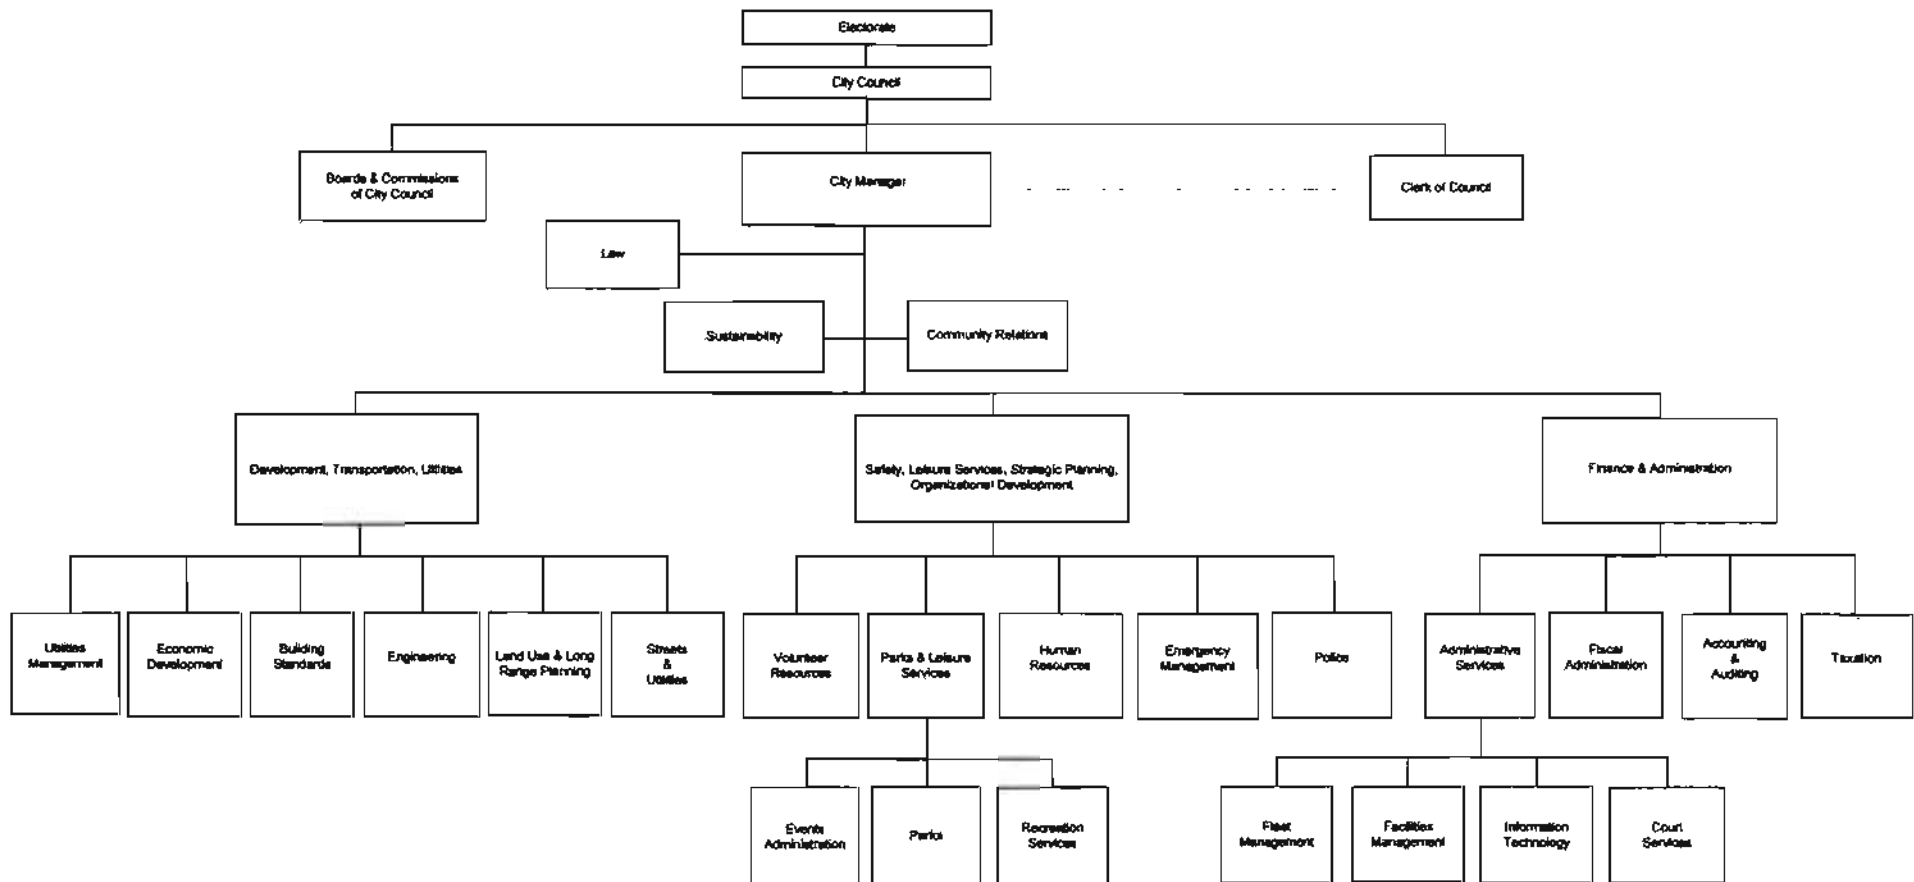 Electorate
City Council
Boards & Commissions
of City Council
City Manager
Clerk of Council
Law
Sustainability
Community Relations
Development, Transportation, Utilities
Safety, Leisure Services, Strategic Planning,
Organizational Development
Finance & Administration
Utilities
Management
Economic
Development
Building
Standards
Engineering
Land Use & Long
Range Planning
Streets
&
Utilities
Volunteer
Resources
Parks & Leisure
Services
Human
Resources
Emergency
Management
Police
Administrative
Services
Fiscal
Administration
Accounting
&
Auditing
Taxation
Events
Administration
Parks
Recreation
Services
Fleet
Management
Facilities
Management
Information
Technology
Court
Services